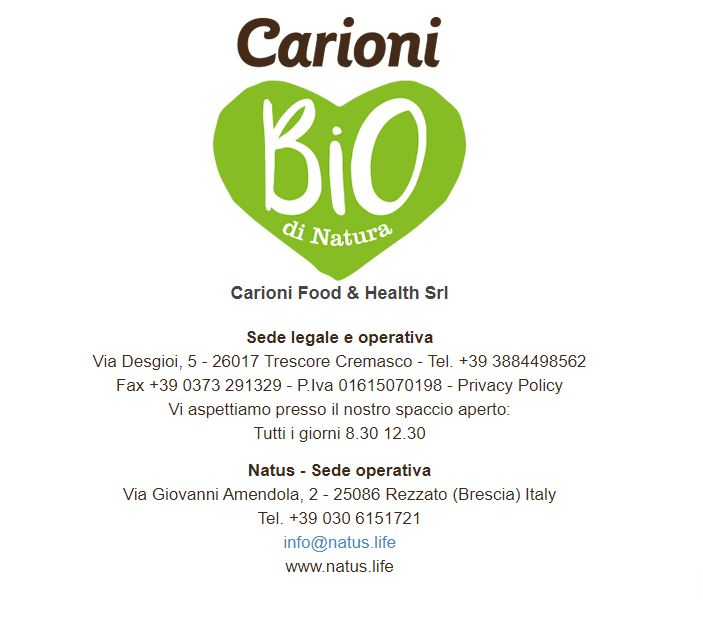 Carioni
BiO
di Natura
Carioni Food & Health Srl
Sede legale e operativa
Via Desgioi, 5 - 26017 Trescore Cremasco - Tel. +39 3884498562
Fax +39 0373 291329 - P.Iva 01615070198 - Privacy Policy
Vi aspettiamo presso il nostro spaccio aperto:
Tutti i giorni 8.30 12.30
Natus - Sede operativa
Via Giovanni Amendola, 2 - 25086 Rezzato (Brescia) Italy
Tel. +39 030 6151721
info@natus.life
www.natus.life